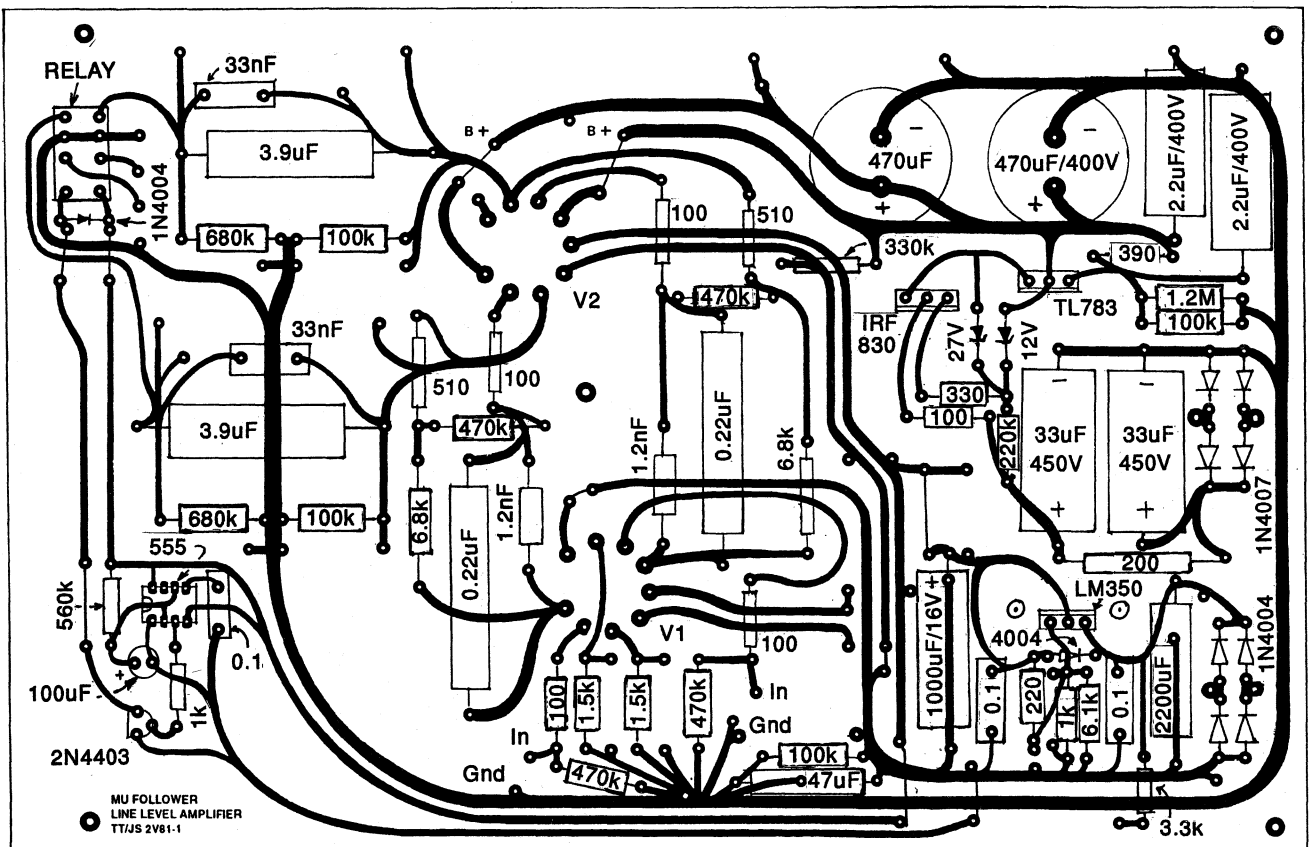 RELAY
33nF
3.9uF
1N4004
680k
100k
B +
B +
470uF
−
+
470uF/400V
−
+
2.2uF/400V
2.2uF/400V
100
510
330k
390
V2
470k
TL783
1.2M
100k
IRF
830
27V
12V
33nF
510
100
330
100
220k
3.9uF
470k
1.2nF
0.22uF
6.8k
−
33uF
450V
+
−
33uF
450V
+
1N4007
680k
100k
6.8k
0.22uF
1.2nF
555
560k
200
LM350
1000uF/16V+
4004
1N4004
V1
100
0.1
+
100uF
1k
2N4403
100
1.5k
1.5k
470k
In
Gnd
0.1
220
1k
6.1k
0.1
2200uF
In
Gnd
470k
100k
47uF
3.3k
MU FOLLOWER
LINE LEVEL AMPLIFIER
TT/JS 2V81-1